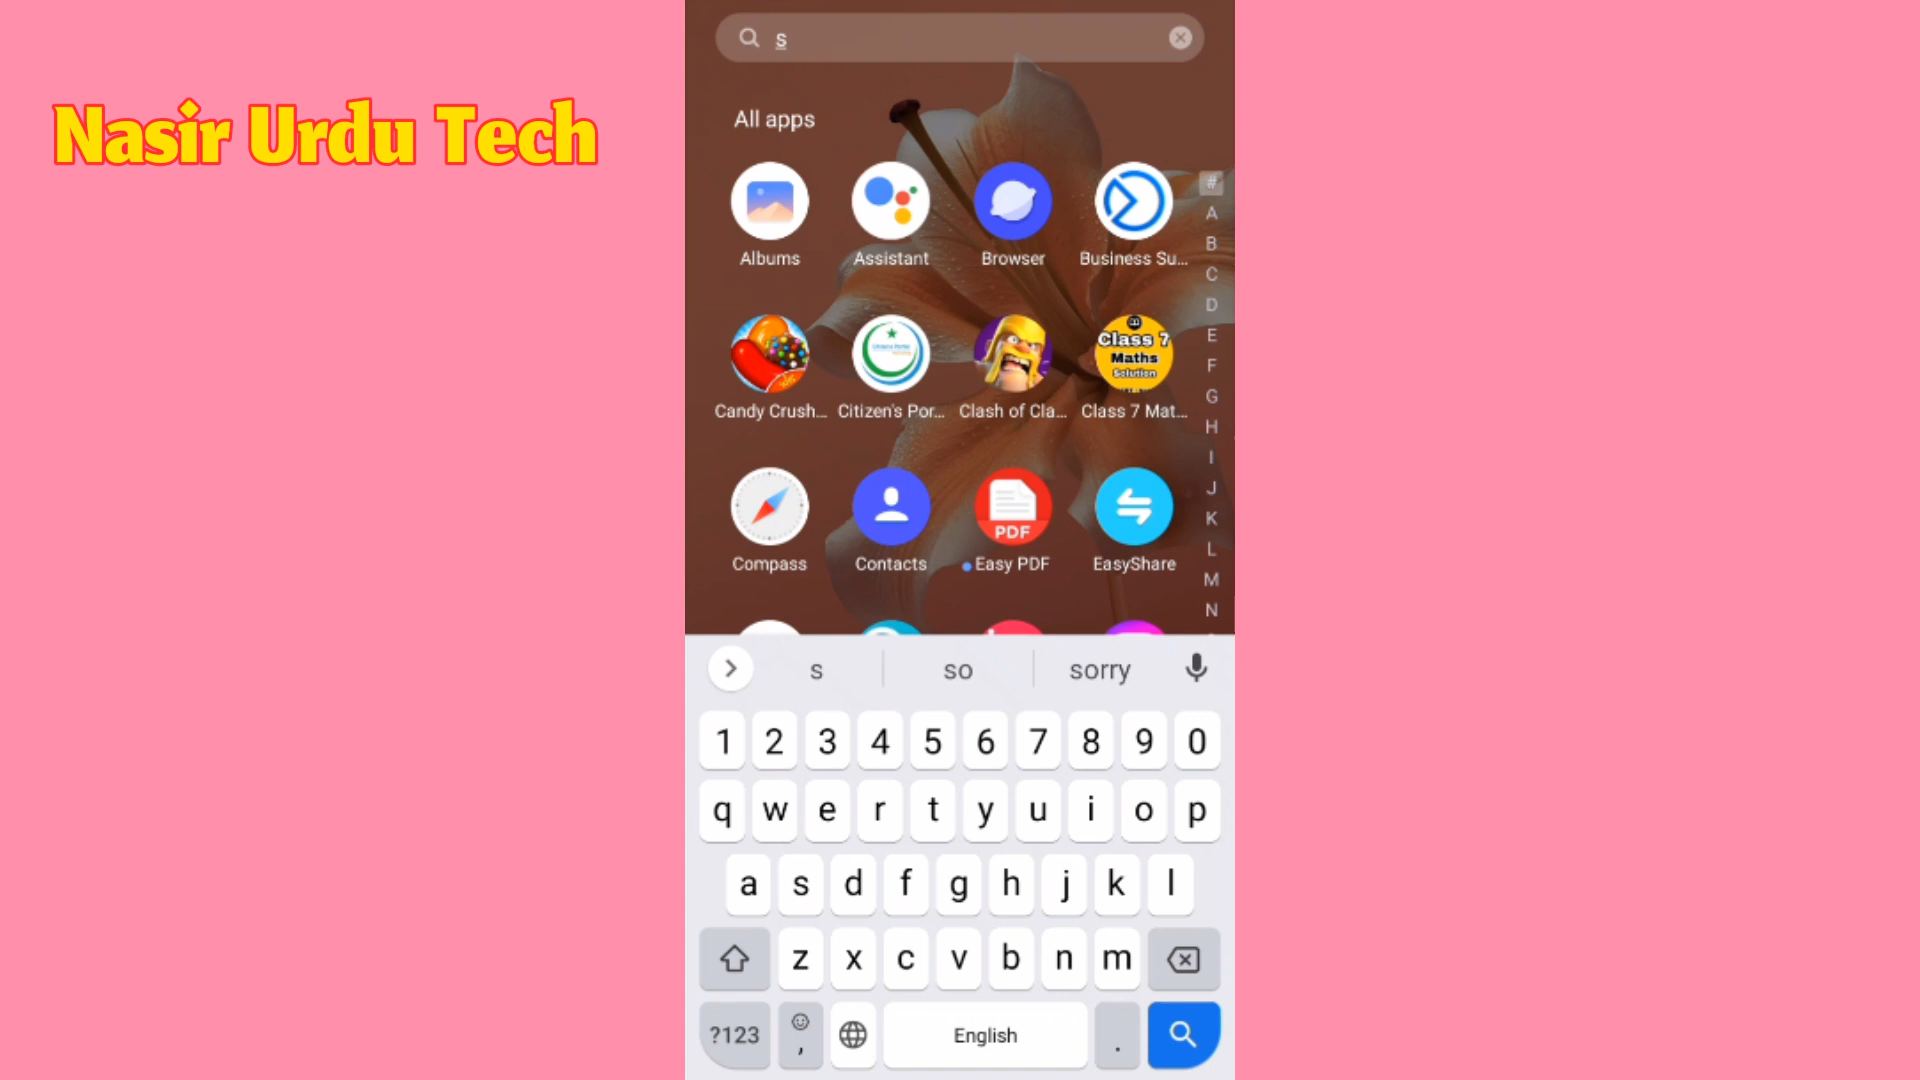 Nasir Urdu Tech
s
All apps
#
A
B
C
D
E
F
G
H
I
J
K
L
M
N
Albums Assistant Browser Business Su...
Class 7
Maths
Solution
Candy Crush... Citizen's Por... Clash of Cla... Class 7 Mat...
PDF
Compass Contacts Easy PDF EasyShare
s so sorry
1 2 3 4 5 6 7 8 9 0
q w e r t y u i o p
a s d f g h j k l
z x c v b n m
?123 , English .